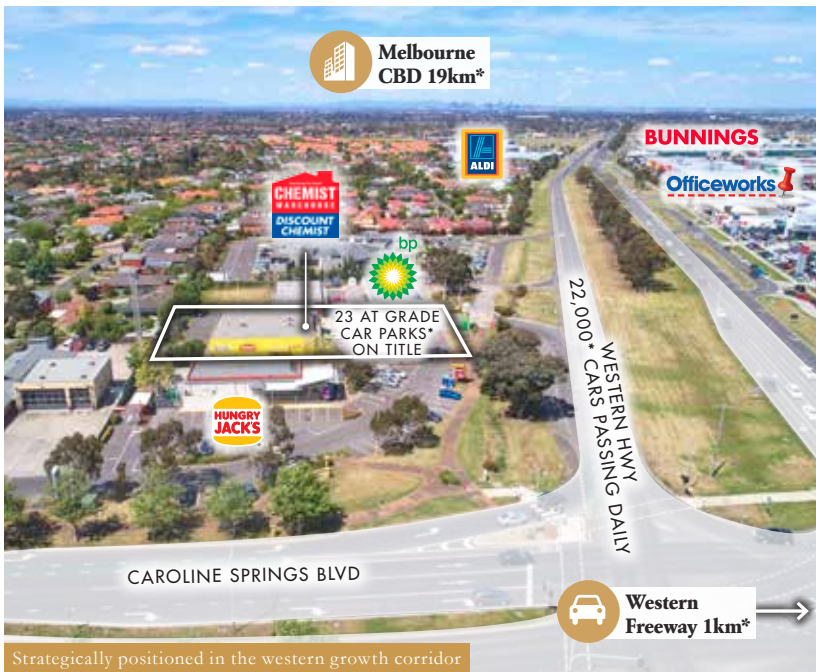 Melbourne
CBD 19km*
ALDI
BUNNINGS
Officeworks
CHEMIST
WAREHOUSE
DISCOUNT
CHEMIST
bp
23 AT GRADE
CAR PARKS*
ON TITLE
WESTERN HWY
22,000* CARS PASSING DAILY
HUNGRY
JACK'S
CAROLINE SPRINGS BLVD
Western
Freeway 1km*
Strategically positioned in the western growth corridor